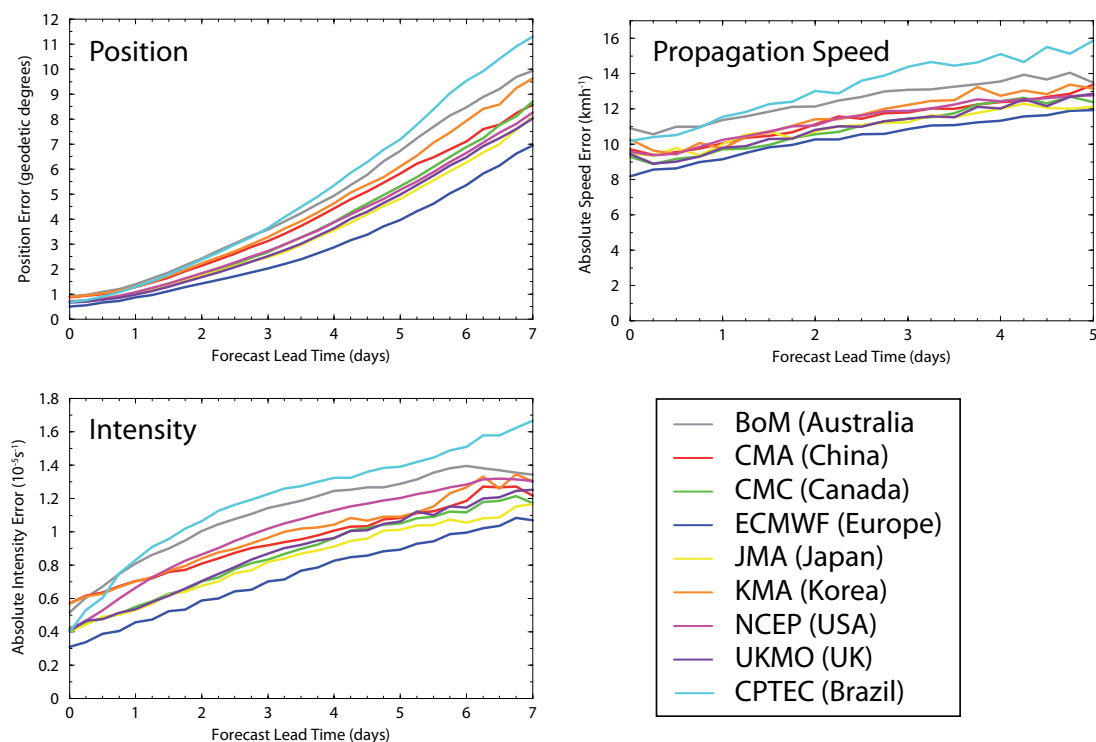 Position
Position Error (geodetic degrees)
12
11
10
9
8
7
6
5
4
3
2
1
0
0 1 2 3 4 5 6 7
Forecast Lead Time (days)
Propagation Speed
Absolute Speed Error (kmh⁻¹)
16
14
12
10
8
6
4
2
0
0 1 2 3 4 5
Forecast Lead Time (days)
Intensity
Absolute Intensity Error (10⁻⁵s⁻¹)
1.8
1.6
1.4
1.2
1
0.8
0.6
0.4
0.2
0
0 1 2 3 4 5 6 7
Forecast Lead Time (days)
BoM (Australia
CMA (China)
CMC (Canada)
ECMWF (Europe)
JMA (Japan)
KMA (Korea)
NCEP (USA)
UKMO (UK)
CPTEC (Brazil)